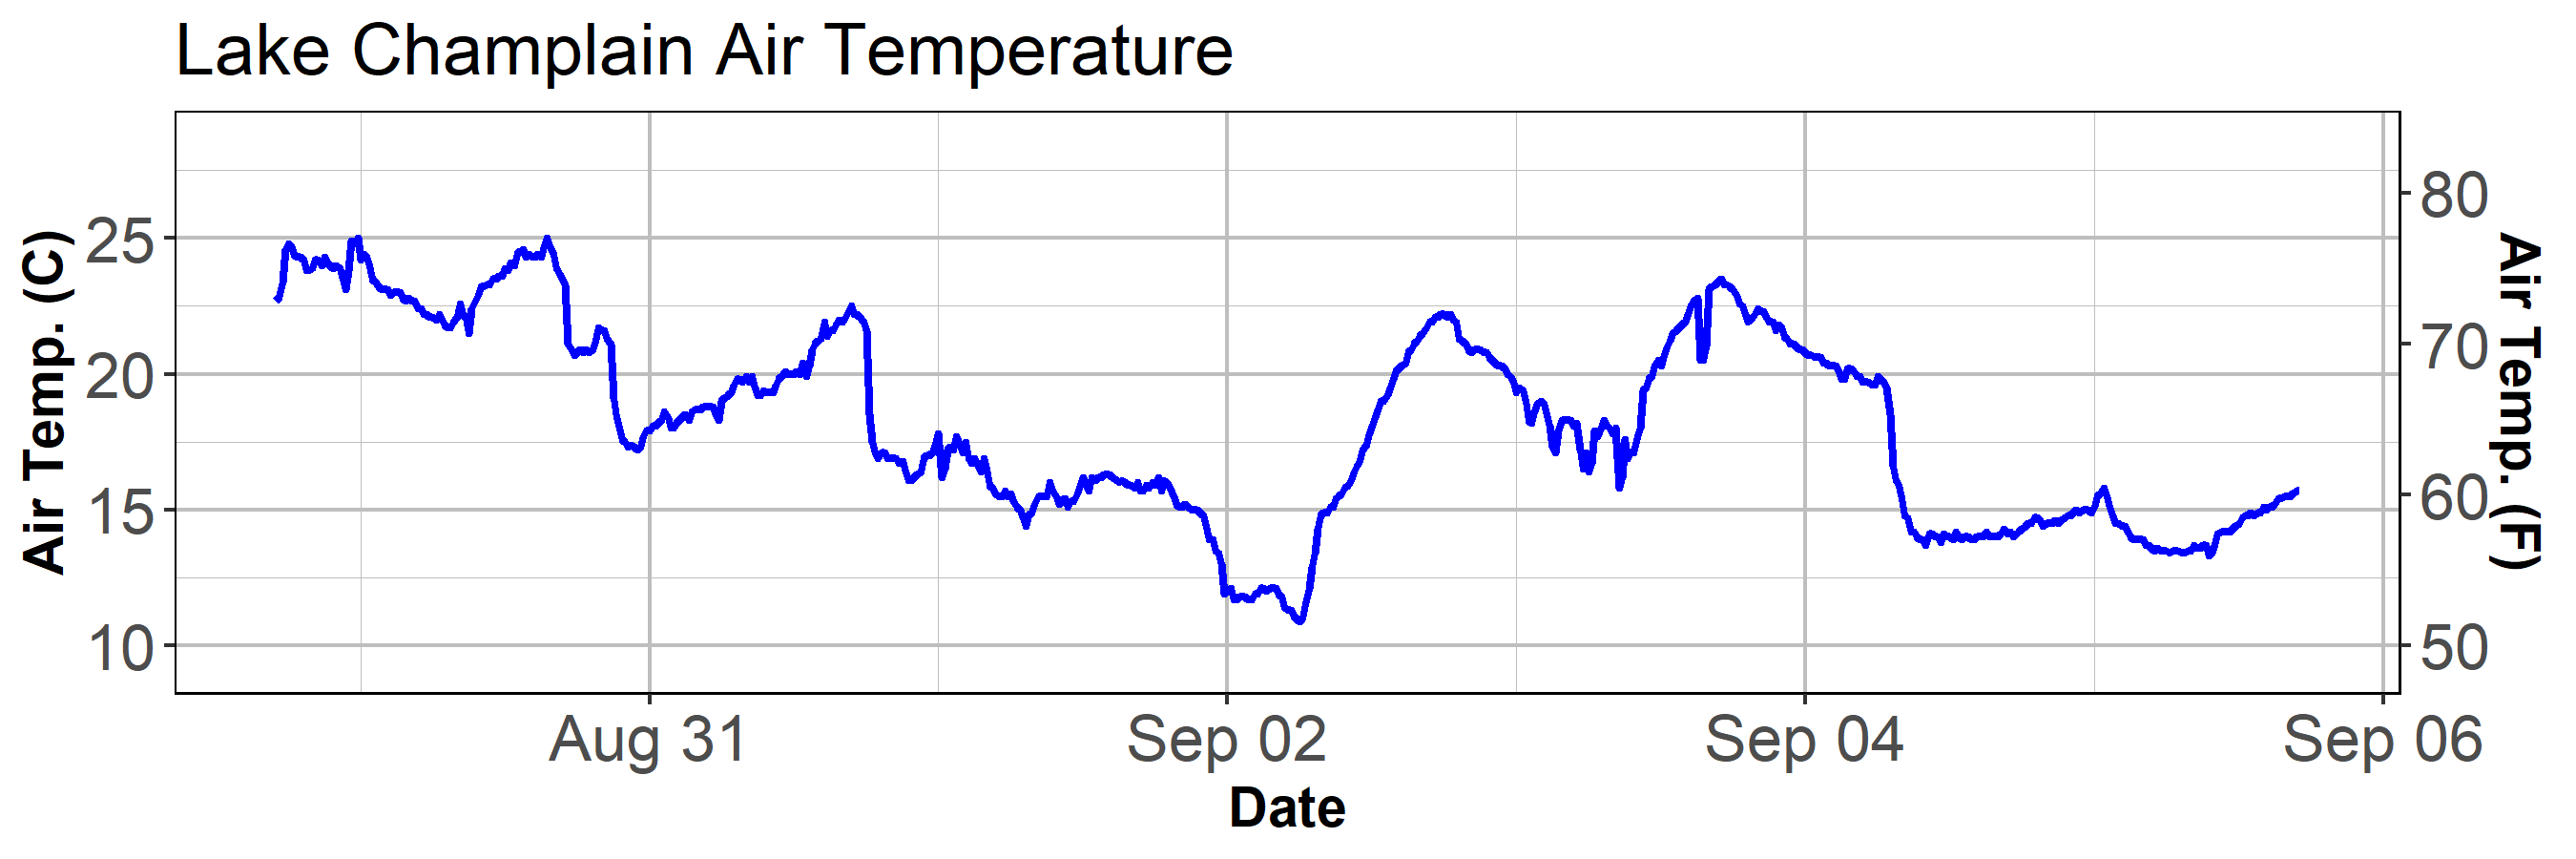 Lake Champlain Air Temperature
Air Temp. (C)
25
20
15
10
80
70
60
50
Air Temp. (F)
Aug 31
Sep 02
Sep 04
Sep 06
Date